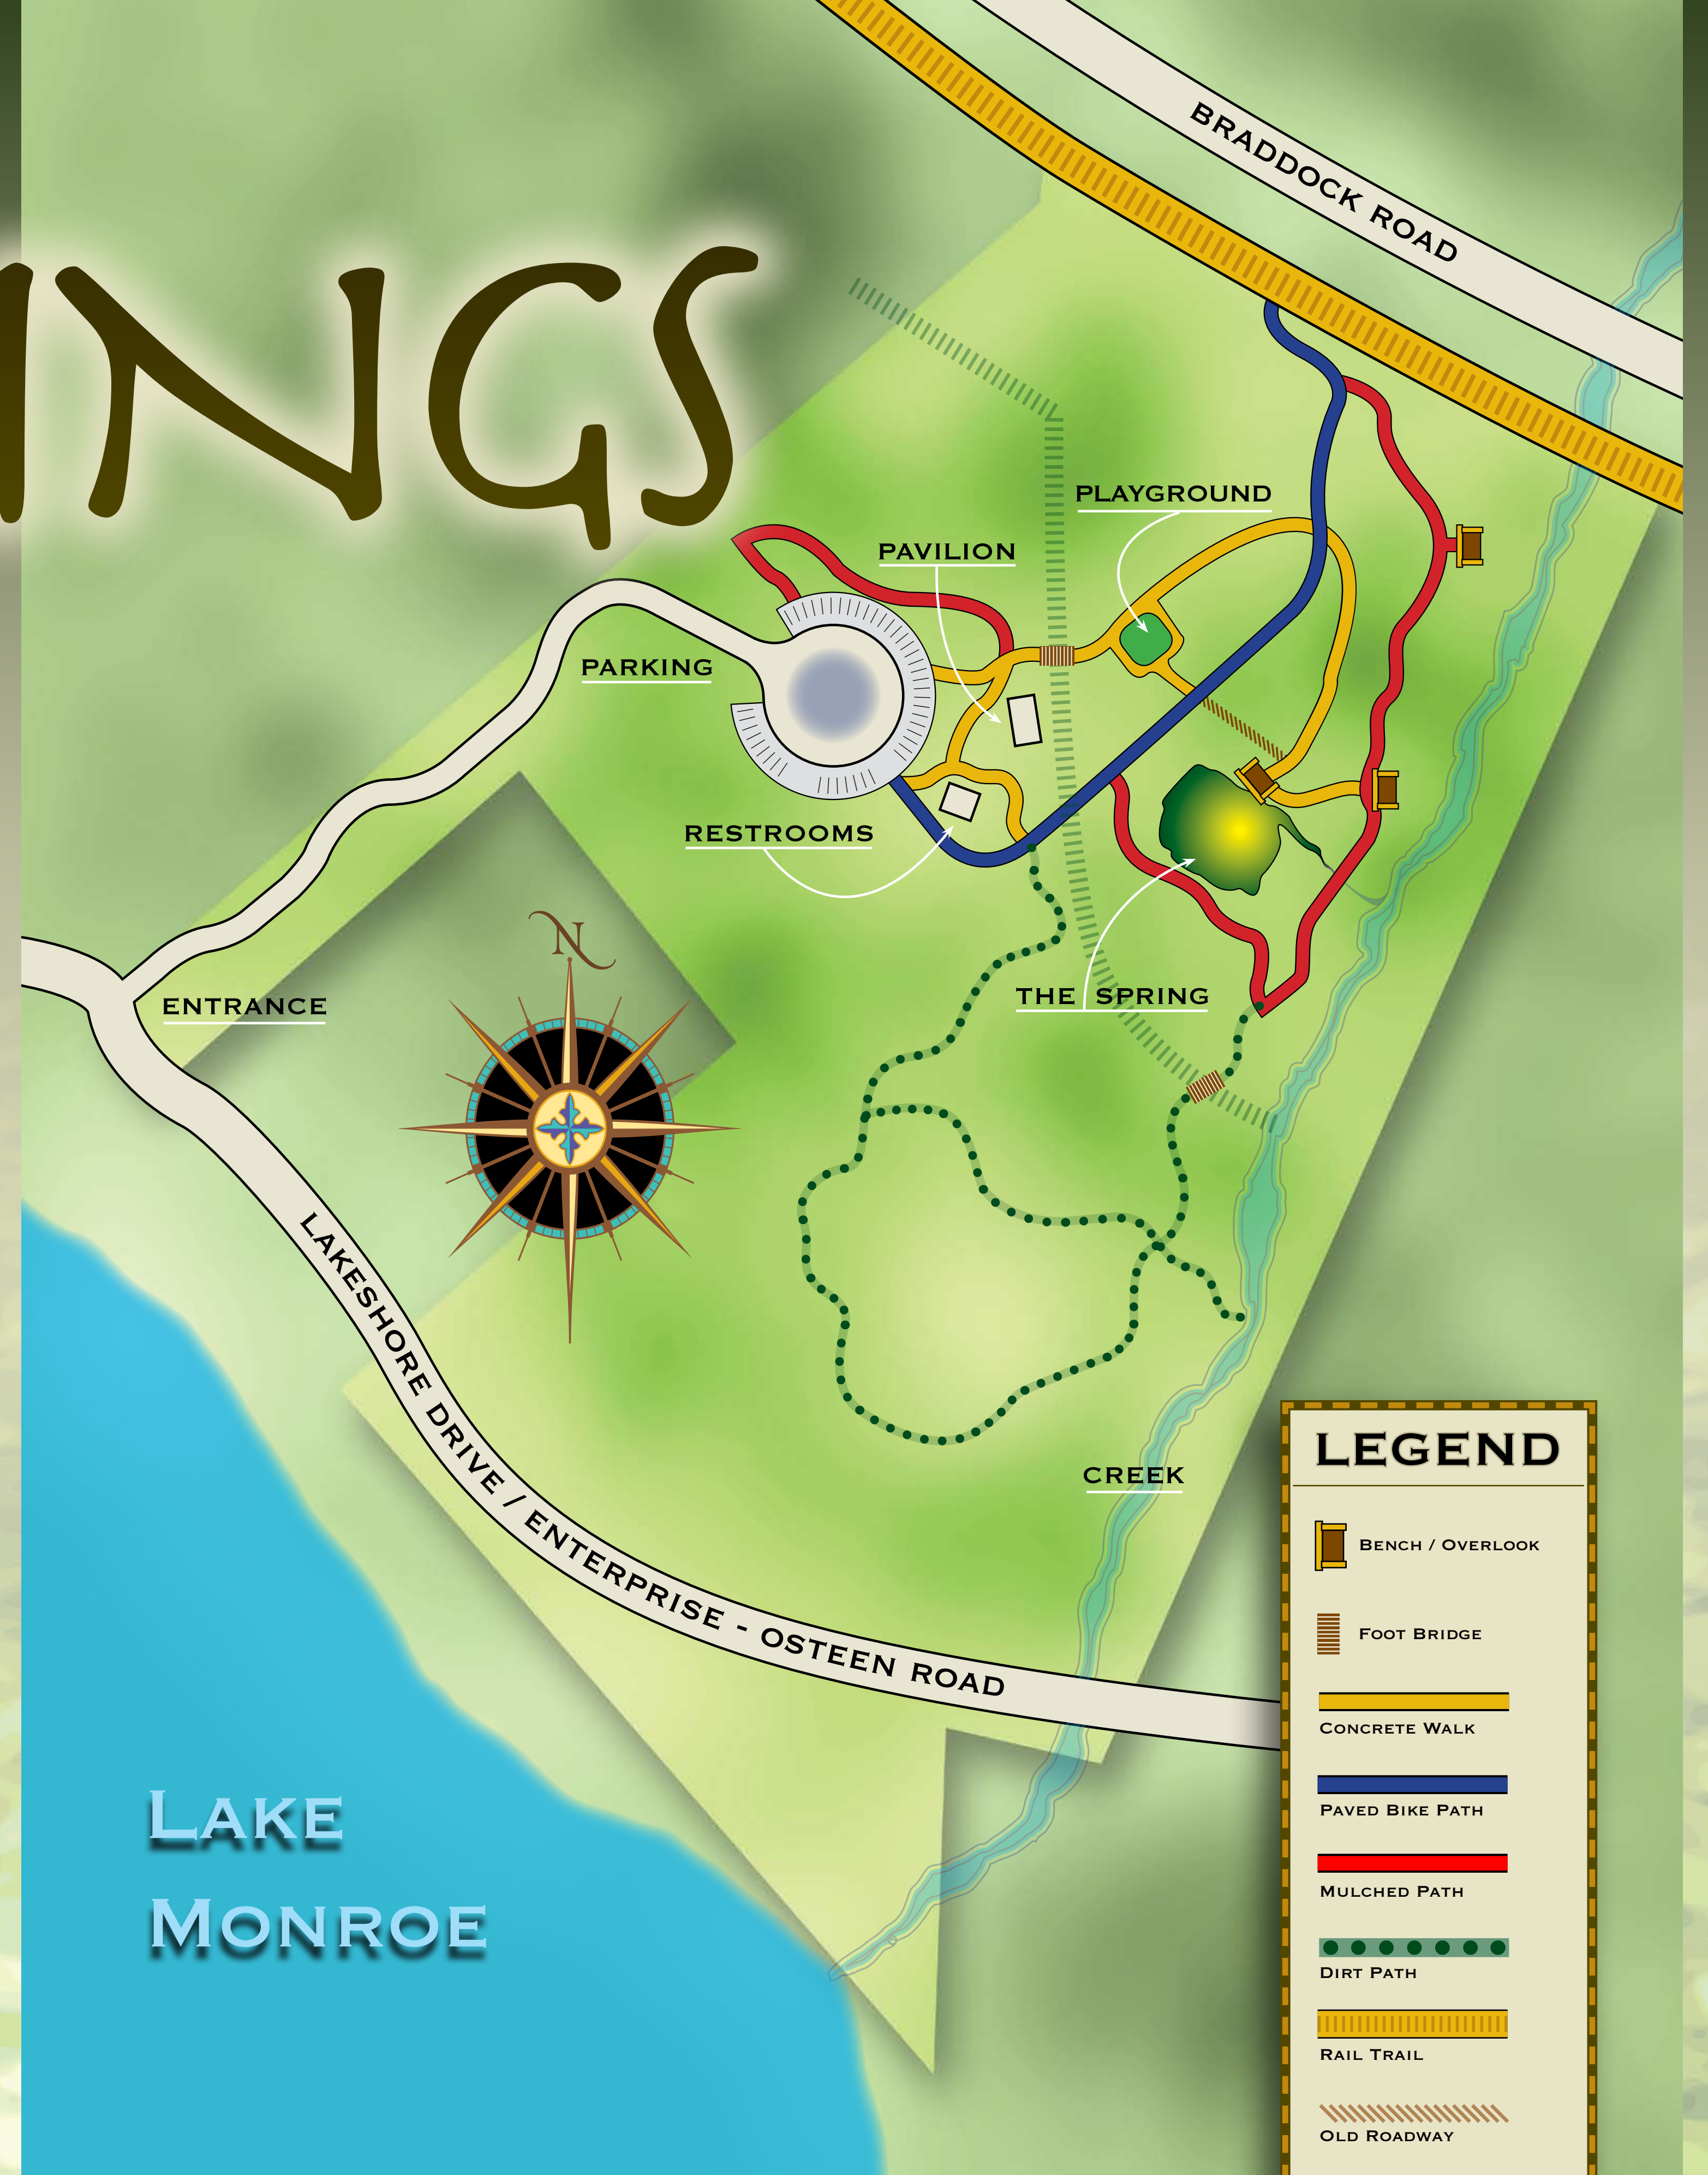 INGS
BRADDOCK ROAD
PLAYGROUND
PAVILION
PARKING
RESTROOMS
THE SPRING
N
ENTRANCE
LAKESHORE DRIVE / ENTERPRISE - OSTEEN ROAD
CREEK
LAKE
MONROE
LEGEND
BENCH / OVERLOOK
FOOT BRIDGE
CONCRETE WALK
PAVED BIKE PATH
MULCHED PATH
DIRT PATH
RAIL TRAIL
OLD ROADWAY